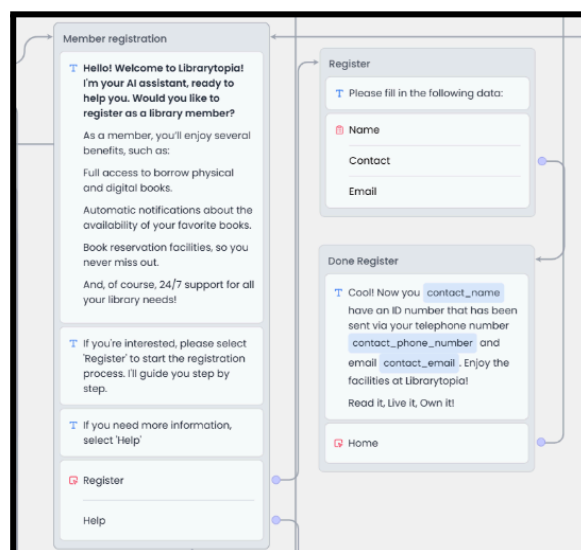 Member registration
Hello! Welcome to Librarytopia!
I'm your AI assistant, ready to
help you. Would you like to
register as a library member?
As a member, you'll enjoy several
benefits, such as:
Full access to borrow physical
and digital books.
Automatic notifications about the
availability of your favorite books.
Book reservation facilities, so you
never miss out.
And, of course, 24/7 support for all
your library needs!
If you're interested, please select
'Register' to start the registration
process. I'll guide you step by
step.
If you need more information,
select 'Help'
Register
Help
Register
Please fill in the following data:
Name
Contact
Email
Done Register
Cool! Now you contact_name
have an ID number that has been
sent via your telephone number
contact_phone_number and
email contact_email. Enjoy the
facilities at Librarytopia!
Read it, Live it, Own it!
Home